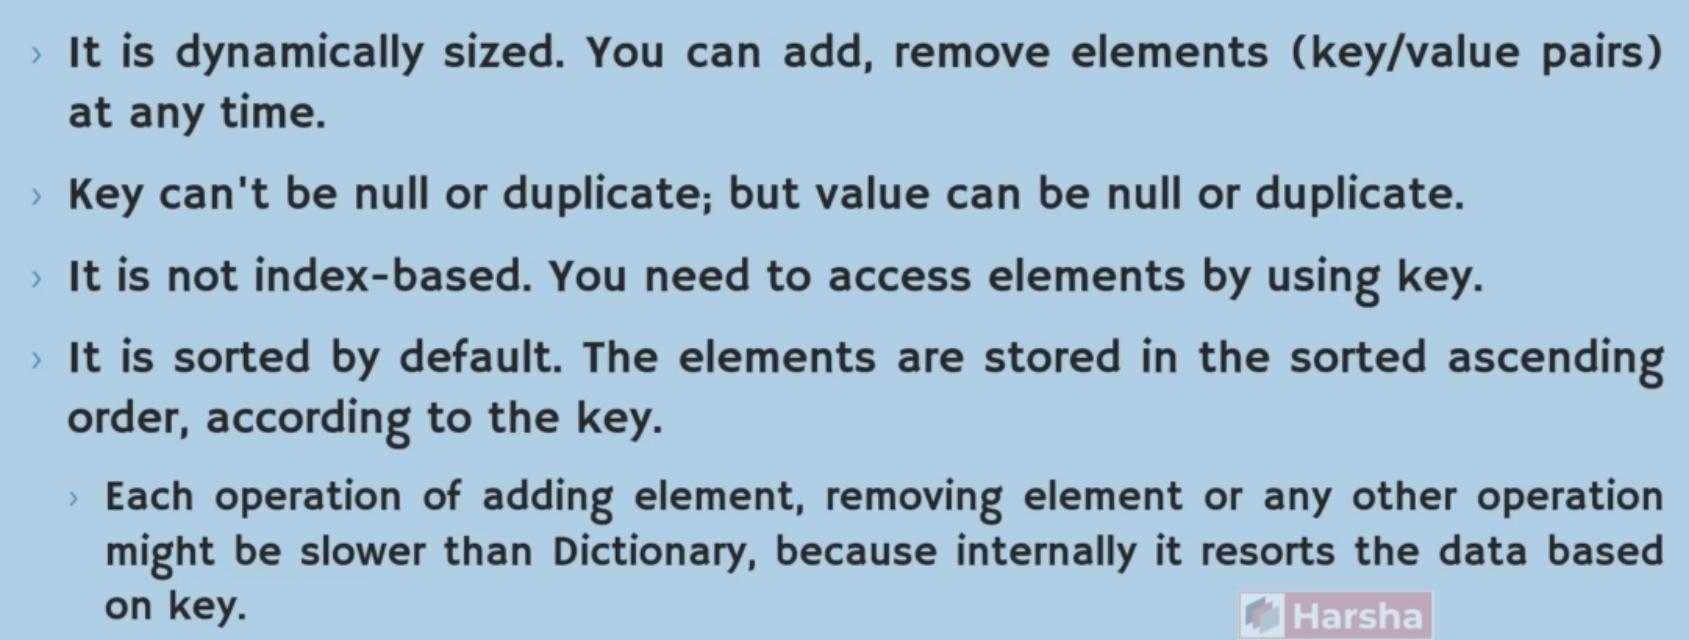 › It is dynamically sized. You can add, remove elements (key/value pairs)
at any time.
› Key can't be null or duplicate; but value can be null or duplicate.
› It is not index-based. You need to access elements by using key.
› It is sorted by default. The elements are stored in the sorted ascending
order, according to the key.
› Each operation of adding element, removing element or any other operation
might be slower than Dictionary, because internally it resorts the data based
on key.
Harsha